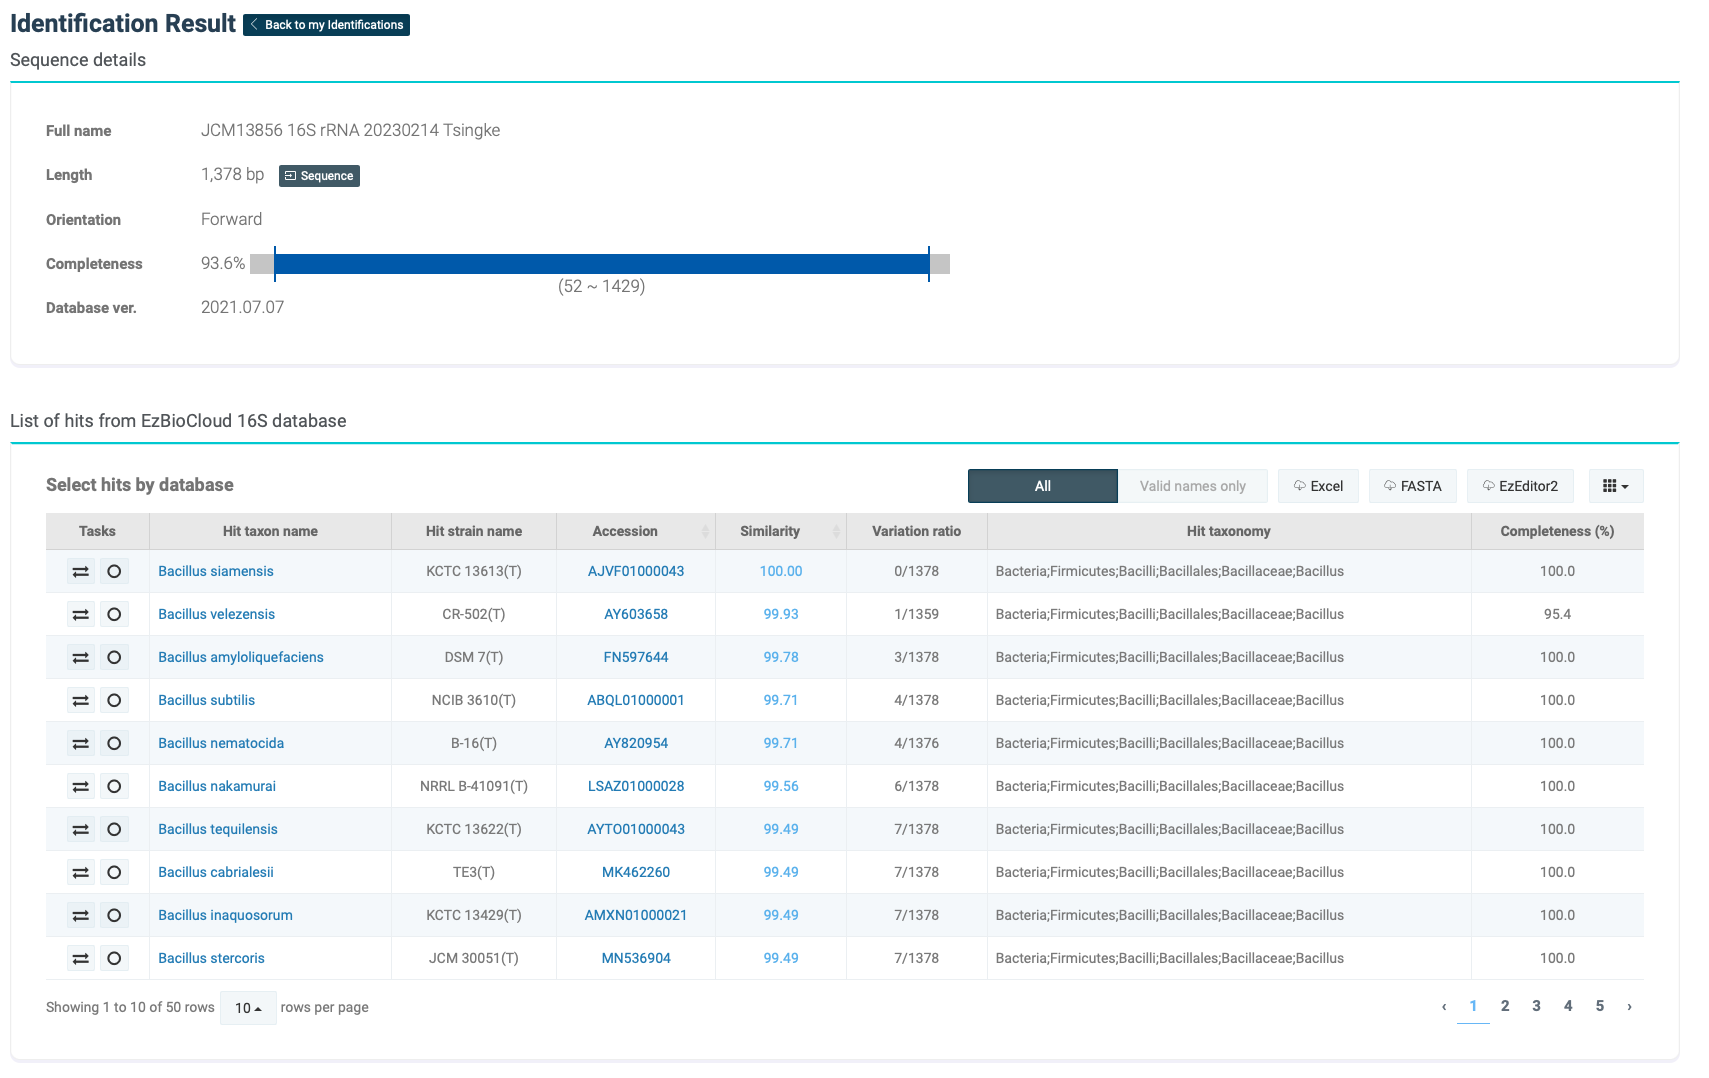 Identification Result Back to my Identifications
Sequence details
Full name JCM13856 16S rRNA 20230214 Tsingke
Length 1,378 bp Sequence
Orientation Forward
Completeness 93.6%
(52 ~ 1429)
Database ver. 2021.07.07
List of hits from EzBioCloud 16S database
Select hits by database All Valid names only Excel FASTA EzEditor2
Tasks Hit taxon name Hit strain name Accession Similarity Variation ratio Hit taxonomy Completeness (%)
Bacillus siamensis KCTC 13613(T) AJVF01000043 100.00 0/1378 Bacteria;Firmicutes;Bacilli;Bacillales;Bacillaceae;Bacillus 100.0
Bacillus velezensis CR-502(T) AY603658 99.93 1/1359 Bacteria;Firmicutes;Bacilli;Bacillales;Bacillaceae;Bacillus 95.4
Bacillus amyloliquefaciens DSM 7(T) FN597644 99.78 3/1378 Bacteria;Firmicutes;Bacilli;Bacillales;Bacillaceae;Bacillus 100.0
Bacillus subtilis NCIB 3610(T) ABQL01000001 99.71 4/1378 Bacteria;Firmicutes;Bacilli;Bacillales;Bacillaceae;Bacillus 100.0
Bacillus nematocida B-16(T) AY820954 99.71 4/1376 Bacteria;Firmicutes;Bacilli;Bacillales;Bacillaceae;Bacillus 100.0
Bacillus nakamurai NRRL B-41091(T) LSAZ01000028 99.56 6/1378 Bacteria;Firmicutes;Bacilli;Bacillales;Bacillaceae;Bacillus 100.0
Bacillus tequilensis KCTC 13622(T) AYTO01000043 99.49 7/1378 Bacteria;Firmicutes;Bacilli;Bacillales;Bacillaceae;Bacillus 100.0
Bacillus cabrialesii TE3(T) MK462260 99.49 7/1378 Bacteria;Firmicutes;Bacilli;Bacillales;Bacillaceae;Bacillus 100.0
Bacillus inaquosorum KCTC 13429(T) AMXN01000021 99.49 7/1378 Bacteria;Firmicutes;Bacilli;Bacillales;Bacillaceae;Bacillus 100.0
Bacillus stercoris JCM 30051(T) MN536904 99.49 7/1378 Bacteria;Firmicutes;Bacilli;Bacillales;Bacillaceae;Bacillus 100.0
Showing 1 to 10 of 50 rows 10 rows per page ‹ 1 2 3 4 5 ›